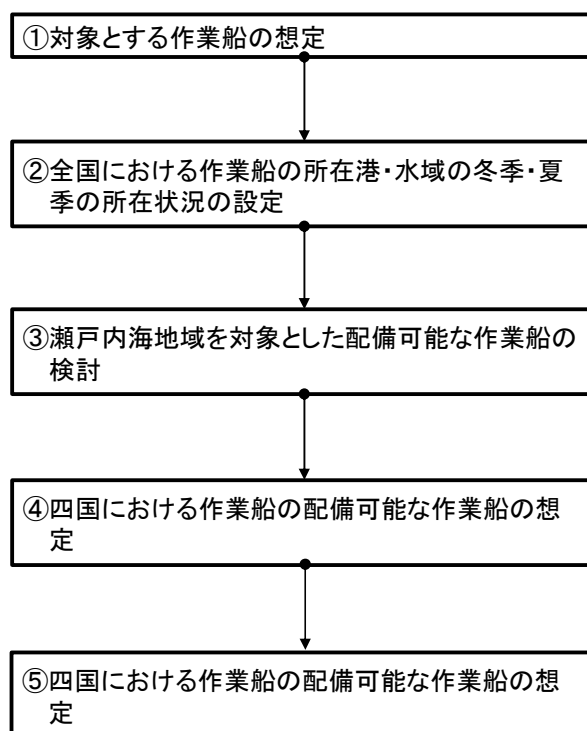 ①対象とする作業船の想定
②全国における作業船の所在港・水域の冬季・夏
季の所在状況の設定
③瀬戸内海地域を対象とした配備可能な作業船の
検討
④四国における作業船の配備可能な作業船の想
定
⑤四国における作業船の配備可能な作業船の想
定